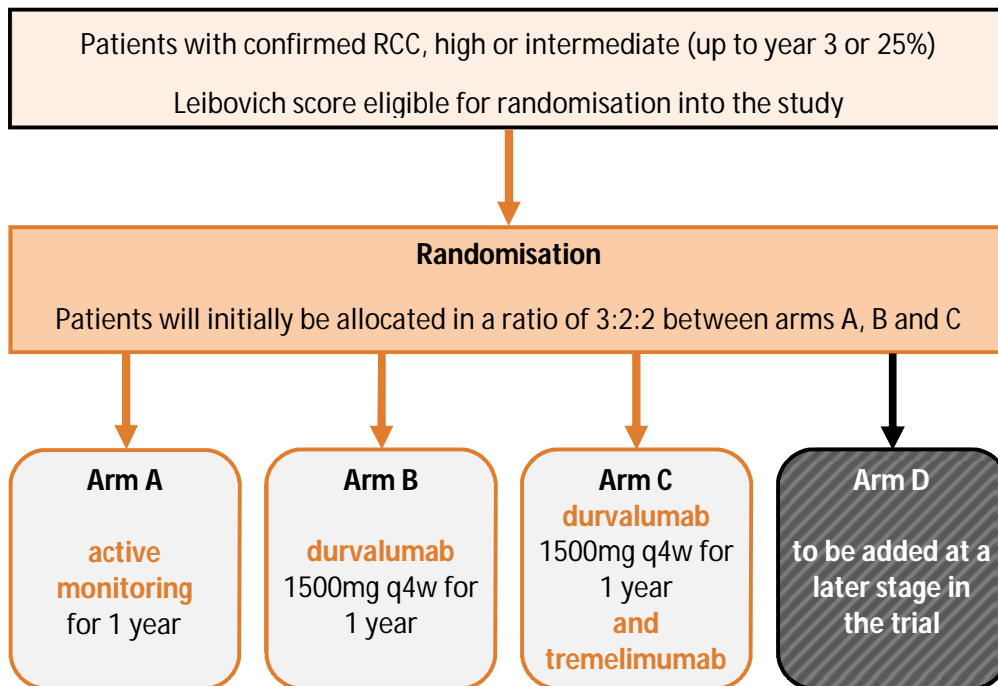 Patients with confirmed RCC, high or intermediate (up to year 3 or 25%)
Leibovich score eligible for randomisation into the study
Randomisation
Patients will initially be allocated in a ratio of 3:2:2 between arms A, B and C
Arm A
active
monitoring
for 1 year
Arm B
durvalumab
1500mg q4w for
1 year
Arm C
durvalumab
1500mg q4w for
1 year
and
tremelimumab
Arm D
to be added at a
later stage in
the trial